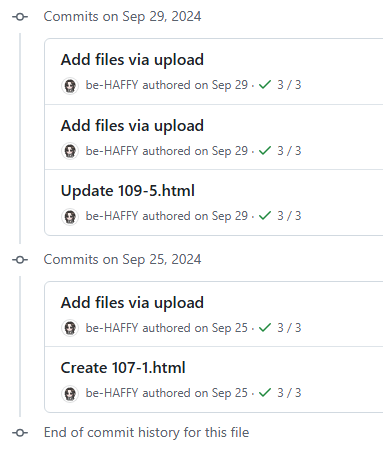 Commits on Sep 29, 2024
Add files via upload
be-HAFFY authored on Sep 29 · 3 / 3
Add files via upload
be-HAFFY authored on Sep 29 · 3 / 3
Update 109-5.html
be-HAFFY authored on Sep 29 · 3 / 3
Commits on Sep 25, 2024
Add files via upload
be-HAFFY authored on Sep 25 · 3 / 3
Create 107-1.html
be-HAFFY authored on Sep 25 · 3 / 3
End of commit history for this file